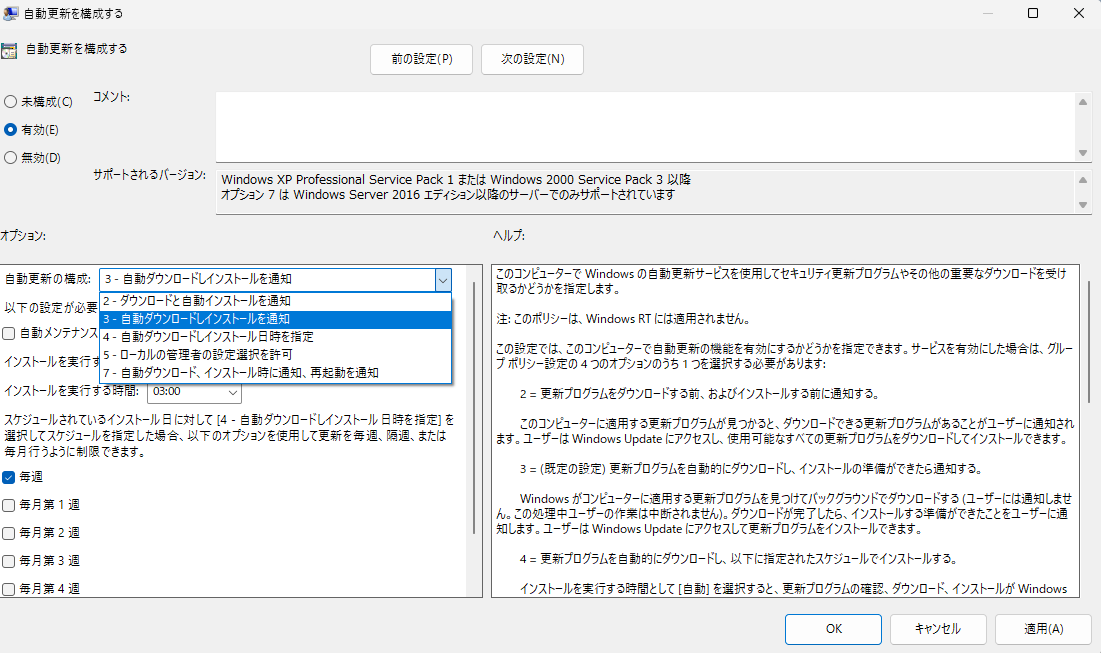 自動更新を構成する
自動更新を構成する
前の設定(P)
次の設定(N)
未構成(C)
有効(E)
無効(D)
コメント:
サポートされるバージョン:
Windows XP Professional Service Pack 1 または Windows 2000 Service Pack 3 以降
オプション 7 は Windows Server 2016 エディション以降のサーバーでのみサポートされています
オプション:
自動更新の構成:
3 - 自動ダウンロードしインストールを通知
2 - ダウンロードと自動インストールを通知
3 - 自動ダウンロードしインストールを通知
4 - 自動ダウンロードしインストール日時を指定
5 - ローカルの管理者の設定選択を許可
7 - 自動ダウンロード、インストール時に通知、再起動を通知
以下の設定が必要
自動メンテナンス
インストールを実行す
インストールを実行する時間:
03:00
スケジュールされているインストール日に対して [4 - 自動ダウンロードしインストール日時を指定] を
選択してスケジュールを指定した場合、以下のオプションを使用して更新を毎週、隔週、または
毎月行うように制限できます。
毎週
毎月第 1 週
毎月第 2 週
毎月第 3 週
毎月第 4 週
ヘルプ:
このコンピューターで Windows の自動更新サービスを使用してセキュリティ更新プログラムやその他の重要なダウンロードを受け
取るかどうかを指定します。
注: このポリシーは、Windows RT には適用されません。
この設定では、このコンピューターで自動更新の機能を有効にするかどうかを指定できます。サービスを有効にした場合は、グルー
プ ポリシー設定の 4 つのオプションのうち 1 つを選択する必要があります:
2 = 更新プログラムをダウンロードする前、およびインストールする前に通知する。
このコンピューターに適用する更新プログラムが見つかると、ダウンロードできる更新プログラムがあることがユーザーに通知され
ます。ユーザーは Windows Update にアクセスし、使用可能なすべての更新プログラムをダウンロードしてインストールできます。
3 = (既定の設定) 更新プログラムを自動的にダウンロードし、インストールの準備ができたら通知する。
Windows がコンピューターに適用する更新プログラムを見つけてバックグラウンドでダウンロードする (ユーザーには通知しませ
ん。この処理中ユーザーの作業は中断されません)。ダウンロードが完了したら、インストールする準備ができたことをユーザーに通
知します。ユーザーは Windows Update にアクセスして更新プログラムをインストールできます。
4 = 更新プログラムを自動的にダウンロードし、以下に指定されたスケジュールでインストールする。
インストールを実行する時間として [自動] を選択すると、更新プログラムの確認、ダウンロード、インストールが Windows
OK
キャンセル
適用(A)